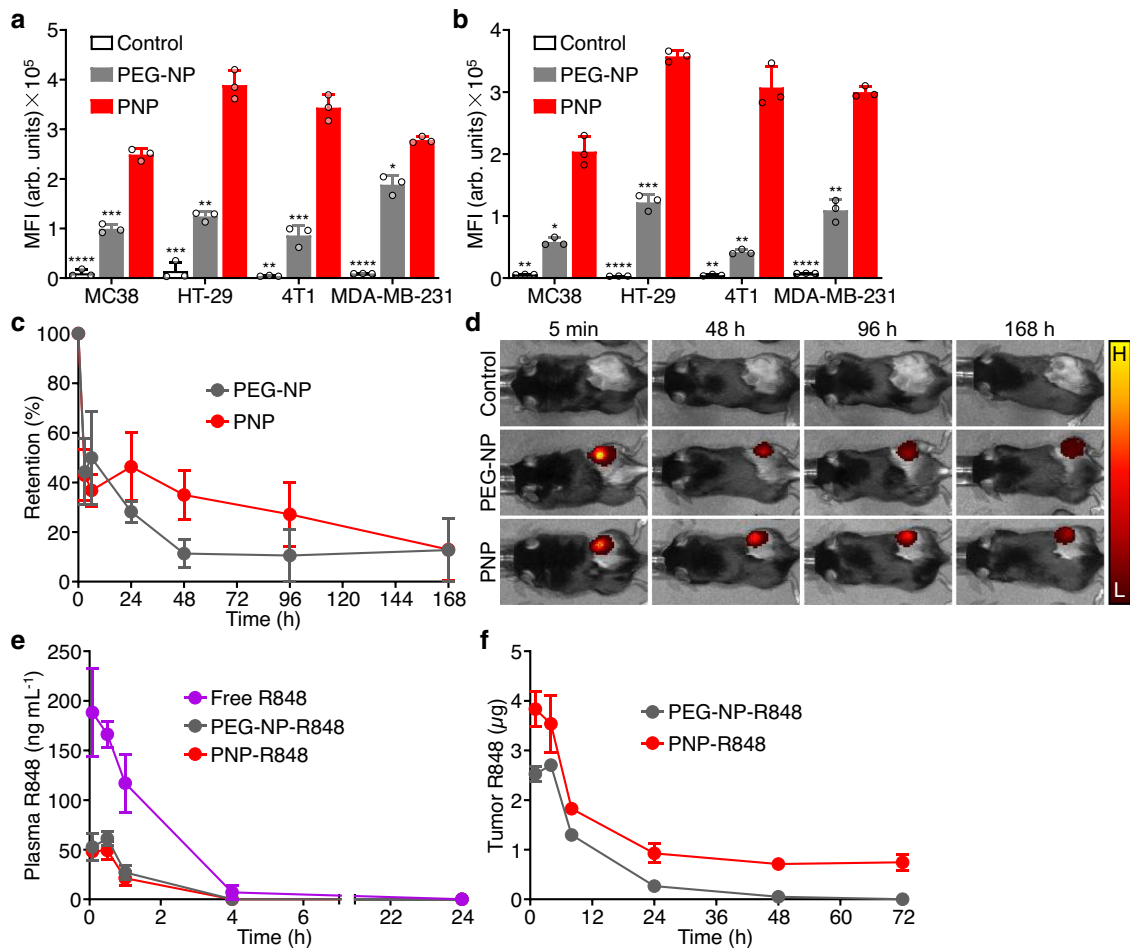 a
Control
PEG-NP
PNP
MFI (arb. units) × 10⁵
5
4
3
2
1
0
**** *** *** ** ** *** **** *
MC38 HT-29 4T1 MDA-MB-231
b
Control
PEG-NP
PNP
MFI (arb. units) × 10⁵
4
3
2
1
0
** * **** *** ** ** **** **
MC38 HT-29 4T1 MDA-MB-231
c
PEG-NP
PNP
Retention (%)
100
80
60
40
20
0
0 24 48 72 96 120 144 168
Time (h)
d
5 min 48 h 96 h 168 h
Control
PEG-NP
PNP
H
L
e
Free R848
PEG-NP-R848
PNP-R848
Plasma R848 (ng mL⁻¹)
250
200
150
100
50
0
0 2 4 22 24
Time (h)
f
PEG-NP-R848
PNP-R848
Tumor R848 (µg)
5
4
3
2
1
0
0 12 24 36 48 60 72
Time (h)